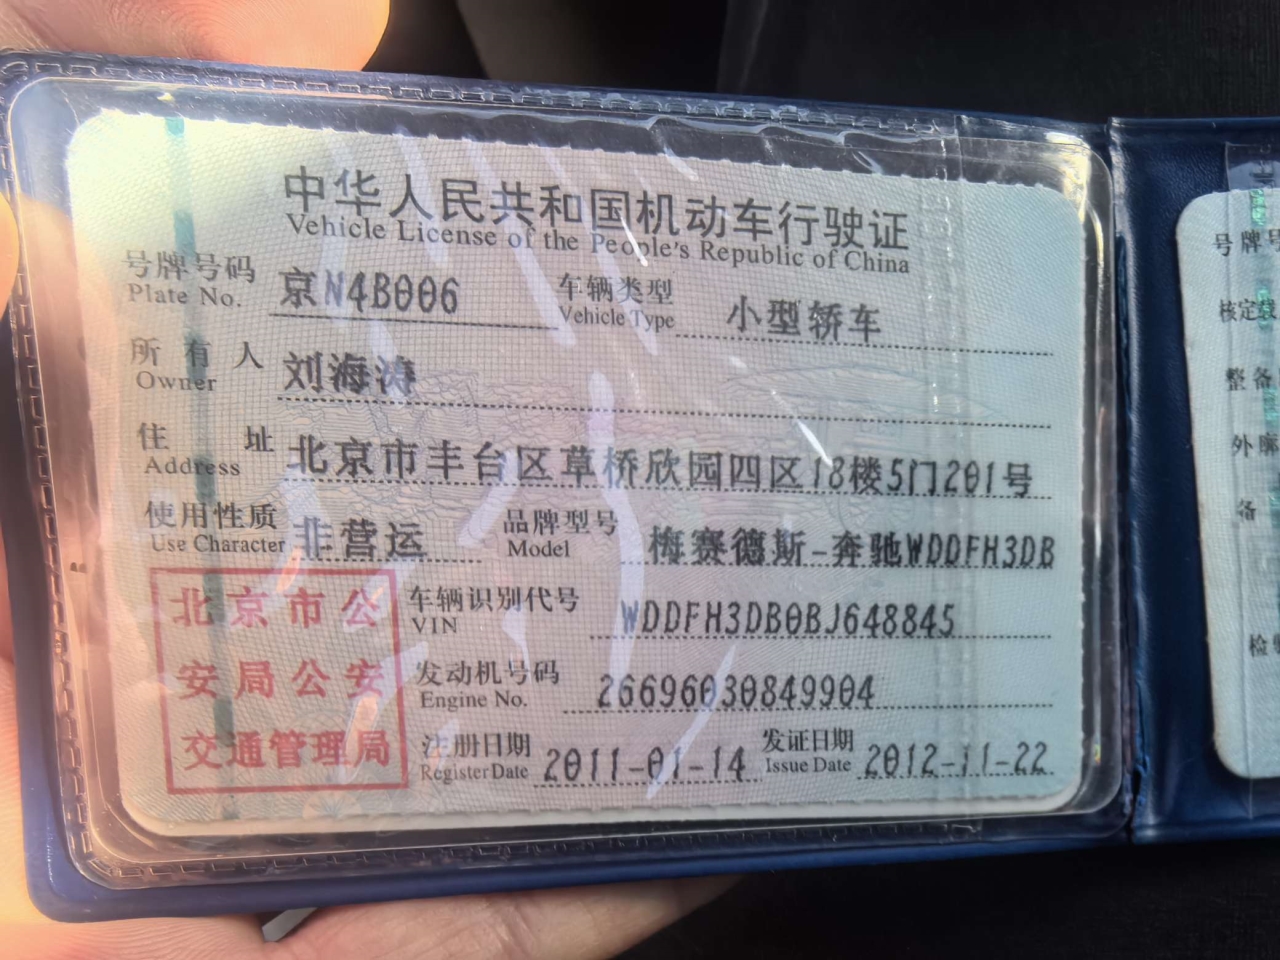 中华人民共和国机动车行驶证
Vehicle License of the People's Republic of China
号牌号码 京N4B006 车辆类型 小型轿车
Plate No. Vehicle Type
所有人 刘海涛
Owner
住址 北京市丰台区草桥欣园四区18楼5门201号
Address
使用性质 非营运 品牌型号 梅赛德斯-奔驰WDDFH3DB
Use Character Model
北京市公
安局公安
交通管理局
车辆识别代号 WDDFH3DB0BJ648845
VIN
发动机号码 26696030849904
Engine No.
注册日期 2011-01-14 发证日期 2012-11-22
Register Date Issue Date
号牌号
核定
整备
外廓
备
检验